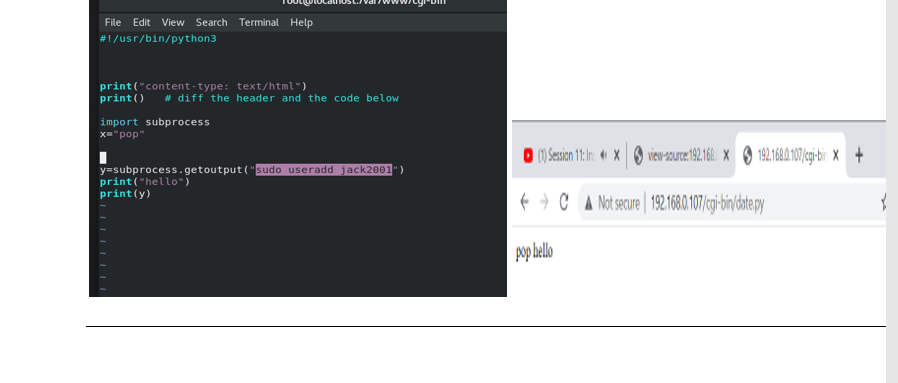 root@localhost:/var/www/cgi-bin
File Edit View Search Terminal Help
#!/usr/bin/python3
print("content-type: text/html")
print()   # diff the header and the code below
import subprocess
x="pop"
y=subprocess.getoutput("sudo useradd jack2001")
print("hello")
print(y)
~
~
~
~
~
~
~
~
(1) Session 11: In
view-source:192.168.
192.168.0.107/cgi-bin
Not secure | 192.168.0.107/cgi-bin/date.py
pop hello